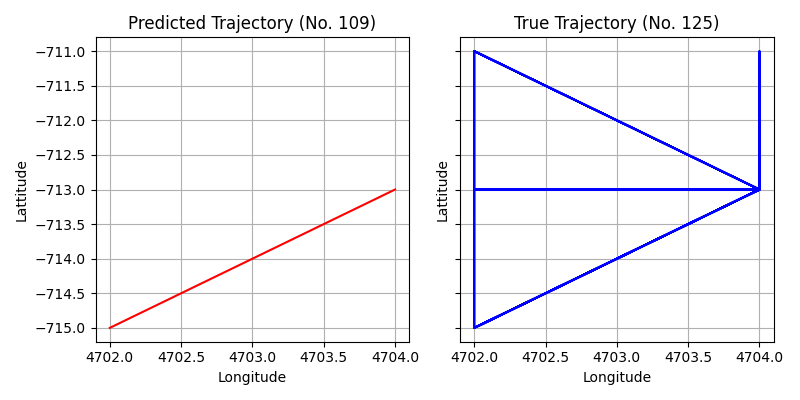 Predicted Trajectory (No. 109)
Lattitude
−711.0
−711.5
−712.0
−712.5
−713.0
−713.5
−714.0
−714.5
−715.0
4702.0 4702.5 4703.0 4703.5 4704.0
Longitude
True Trajectory (No. 125)
Lattitude
4702.0 4702.5 4703.0 4703.5 4704.0
Longitude